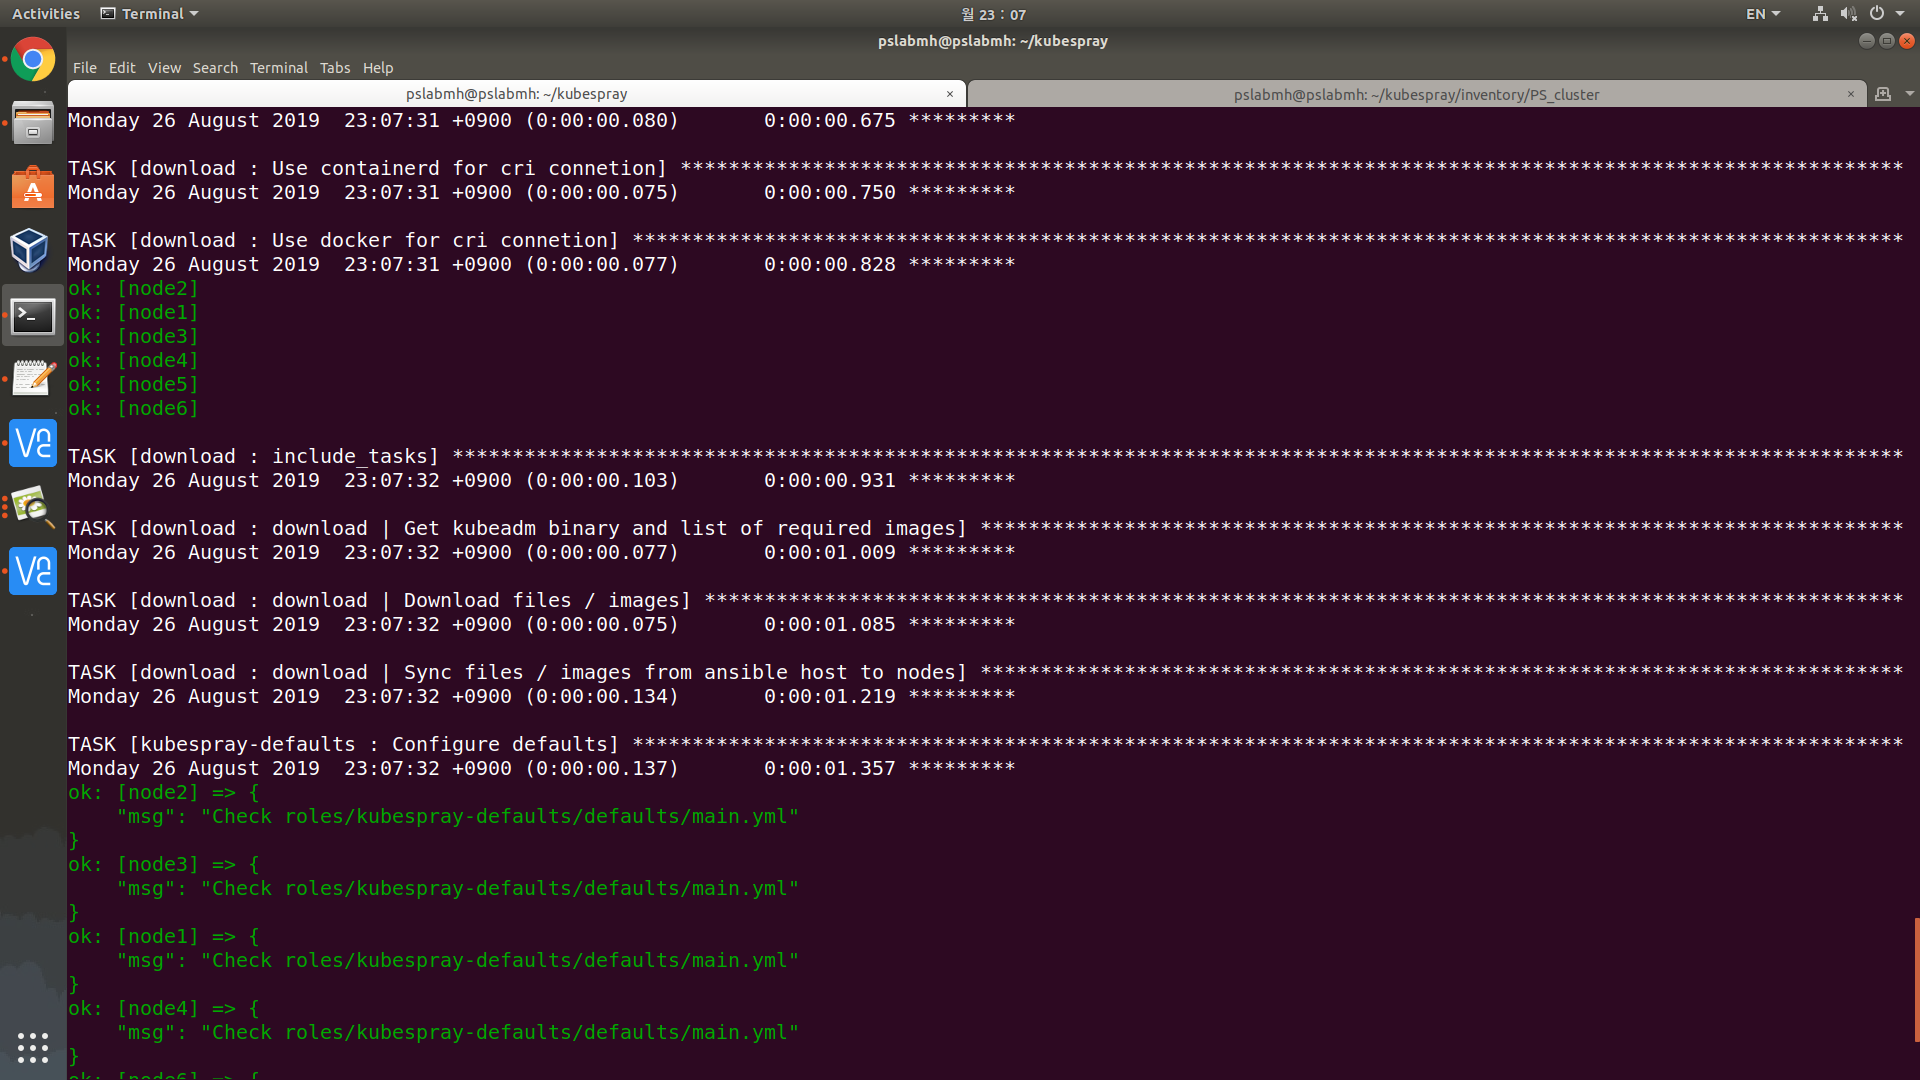 Activities Terminal 월 23 : 07 EN
pslabmh@pslabmh: ~/kubespray
File Edit View Search Terminal Tabs Help
pslabmh@pslabmh: ~/kubespray × pslabmh@pslabmh: ~/kubespray/inventory/PS_cluster ×
Monday 26 August 2019  23:07:31 +0900 (0:00:00.080)       0:00:00.675 *********
TASK [download : Use containerd for cri connetion] ******************************************************************************************************
Monday 26 August 2019  23:07:31 +0900 (0:00:00.075)       0:00:00.750 *********
TASK [download : Use docker for cri connetion] **********************************************************************************************************
Monday 26 August 2019  23:07:31 +0900 (0:00:00.077)       0:00:00.828 *********
ok: [node2]
ok: [node1]
ok: [node3]
ok: [node4]
ok: [node5]
ok: [node6]
TASK [download : include_tasks] *************************************************************************************************************************
Monday 26 August 2019  23:07:32 +0900 (0:00:00.103)       0:00:00.931 *********
TASK [download : download | Get kubeadm binary and list of required images] *****************************************************************************
Monday 26 August 2019  23:07:32 +0900 (0:00:00.077)       0:00:01.009 *********
TASK [download : download | Download files / images] ****************************************************************************************************
Monday 26 August 2019  23:07:32 +0900 (0:00:00.075)       0:00:01.085 *********
TASK [download : download | Sync files / images from ansible host to nodes] *****************************************************************************
Monday 26 August 2019  23:07:32 +0900 (0:00:00.134)       0:00:01.219 *********
TASK [kubespray-defaults : Configure defaults] **********************************************************************************************************
Monday 26 August 2019  23:07:32 +0900 (0:00:00.137)       0:00:01.357 *********
ok: [node2] => {
    "msg": "Check roles/kubespray-defaults/defaults/main.yml"
}
ok: [node3] => {
    "msg": "Check roles/kubespray-defaults/defaults/main.yml"
}
ok: [node1] => {
    "msg": "Check roles/kubespray-defaults/defaults/main.yml"
}
ok: [node4] => {
    "msg": "Check roles/kubespray-defaults/defaults/main.yml"
}
ok: [node6] => {